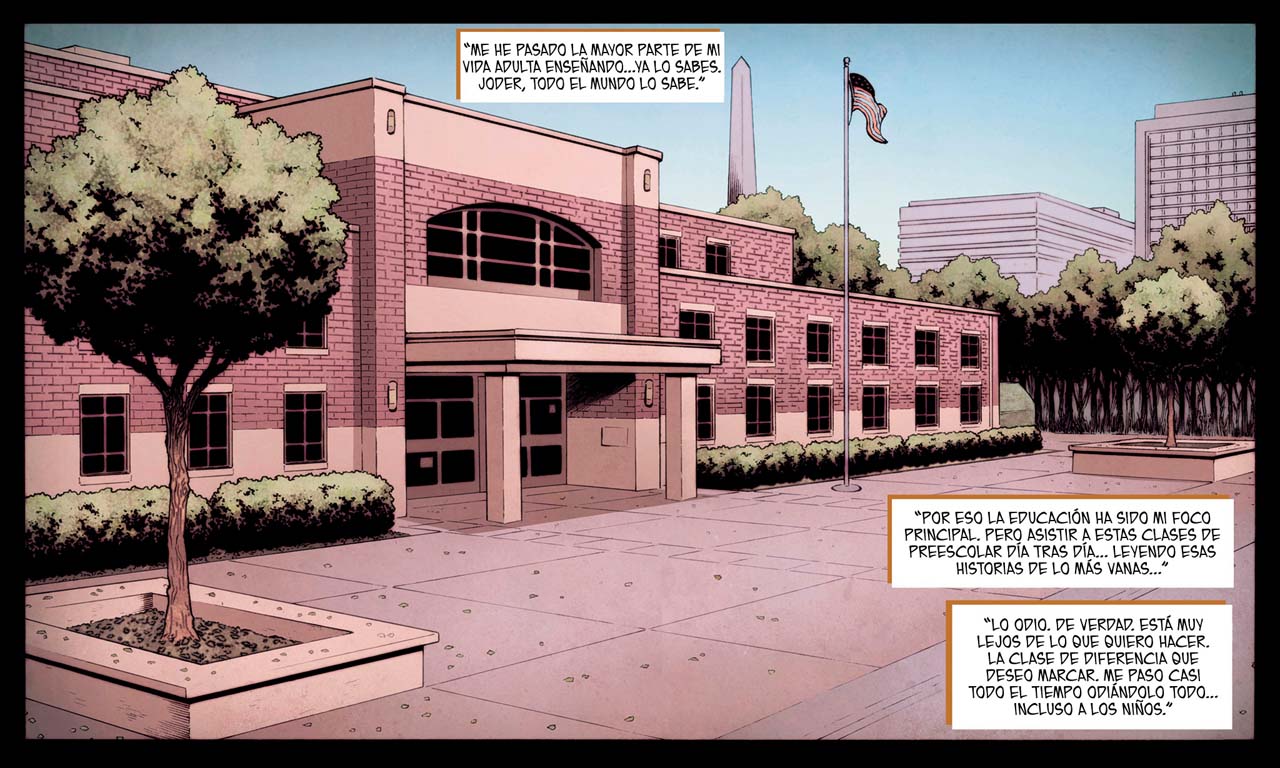 "ME HE PASADO LA MAYOR PARTE DE MI
VIDA ADULTA ENSEÑANDO...YA LO SABES.
JODER, TODO EL MUNDO LO SABE."
"POR ESO LA EDUCACIÓN HA SIDO MI FOCO
PRINCIPAL. PERO ASISTIR A ESTAS CLASES DE
PREESCOLAR DÍA TRAS DÍA... LEYENDO ESAS
HISTORIAS DE LO MÁS VANAS..."
"LO ODIO. DE VERDAD. ESTÁ MUY
LEJOS DE LO QUE QUIERO HACER.
LA CLASE DE DIFERENCIA QUE
DESEO MARCAR. ME PASO CASI
TODO EL TIEMPO ODIÁNDOLO TODO...
INCLUSO A LOS NIÑOS."